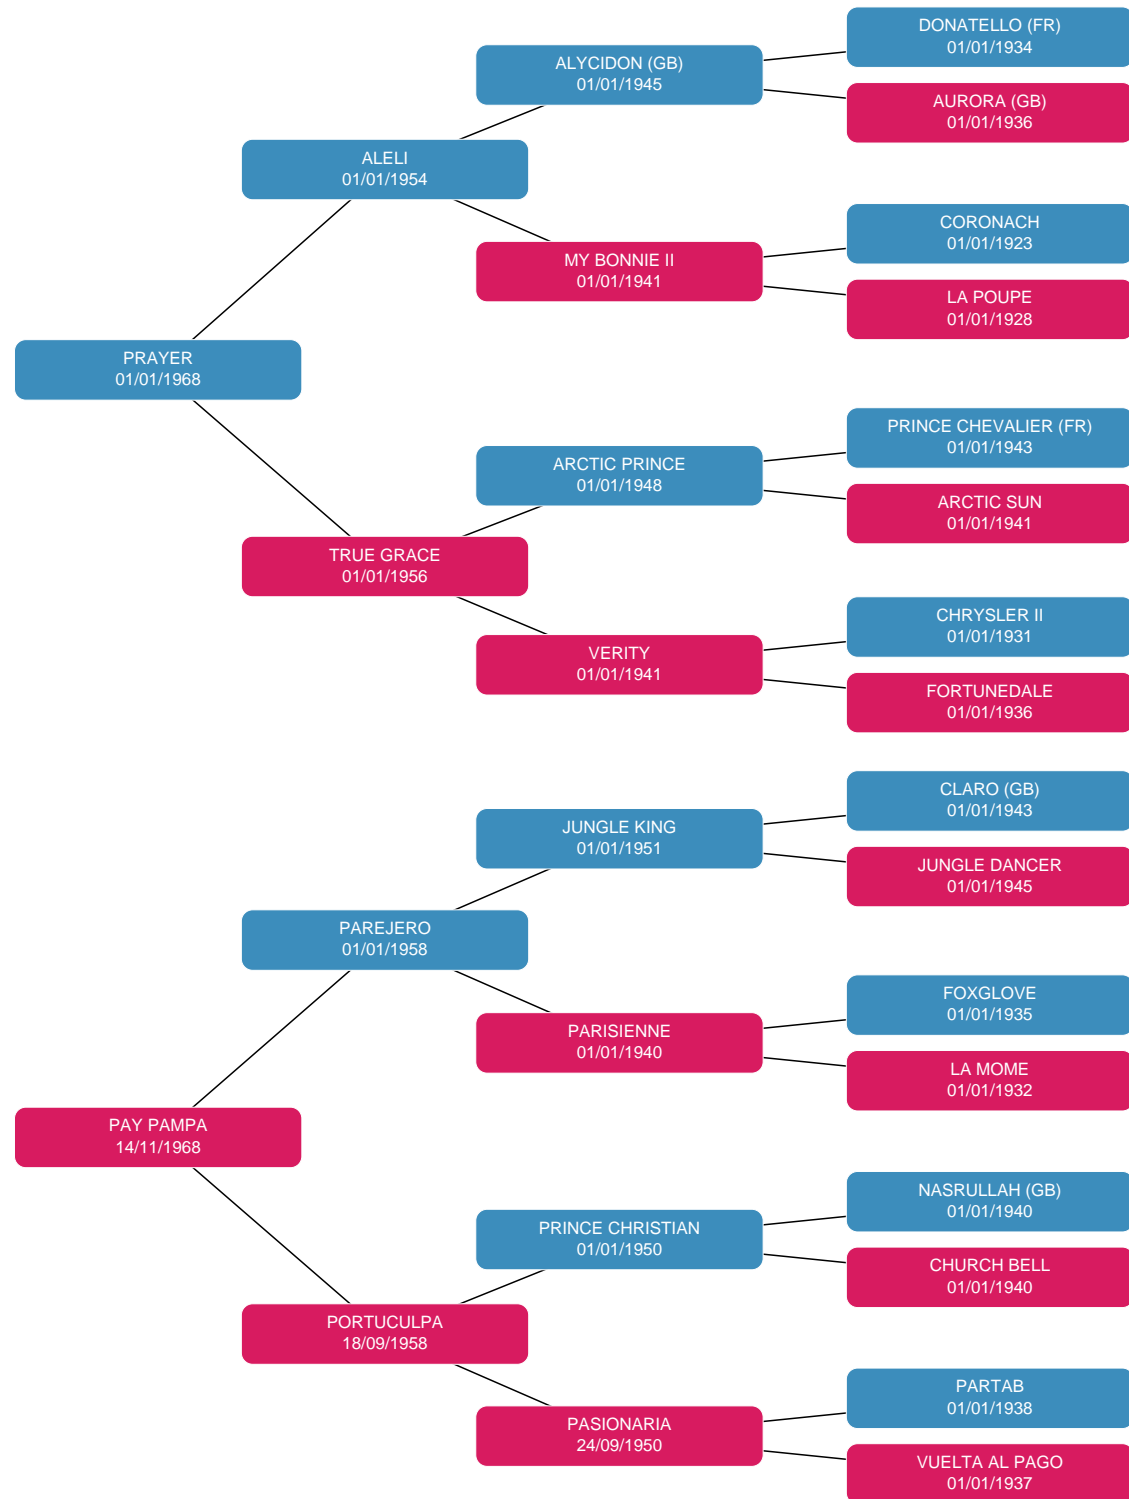 DONATELLO (FR)
01/01/1934
ALYCIDON (GB)
01/01/1945
AURORA (GB)
01/01/1936
ALELI
01/01/1954
CORONACH
01/01/1923
MY BONNIE II
01/01/1941
LA POUPE
01/01/1928
PRAYER
01/01/1968
PRINCE CHEVALIER (FR)
01/01/1943
ARCTIC PRINCE
01/01/1948
ARCTIC SUN
01/01/1941
TRUE GRACE
01/01/1956
CHRYSLER II
01/01/1931
VERITY
01/01/1941
FORTUNEDALE
01/01/1936
CLARO (GB)
01/01/1943
JUNGLE KING
01/01/1951
JUNGLE DANCER
01/01/1945
PAREJERO
01/01/1958
FOXGLOVE
01/01/1935
PARISIENNE
01/01/1940
LA MOME
01/01/1932
PAY PAMPA
14/11/1968
NASRULLAH (GB)
01/01/1940
PRINCE CHRISTIAN
01/01/1950
CHURCH BELL
01/01/1940
PORTUCULPA
18/09/1958
PARTAB
01/01/1938
PASIONARIA
24/09/1950
VUELTA AL PAGO
01/01/1937